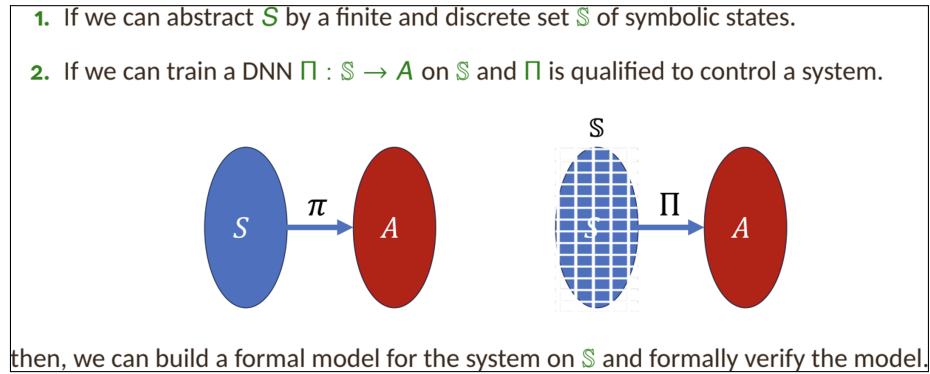 1. If we can abstract S by a finite and discrete set 𝕊 of symbolic states.
2. If we can train a DNN Π : 𝕊 → A on 𝕊 and Π is qualified to control a system.
𝕊
π
Π
S
A
S
A
then, we can build a formal model for the system on 𝕊 and formally verify the model.